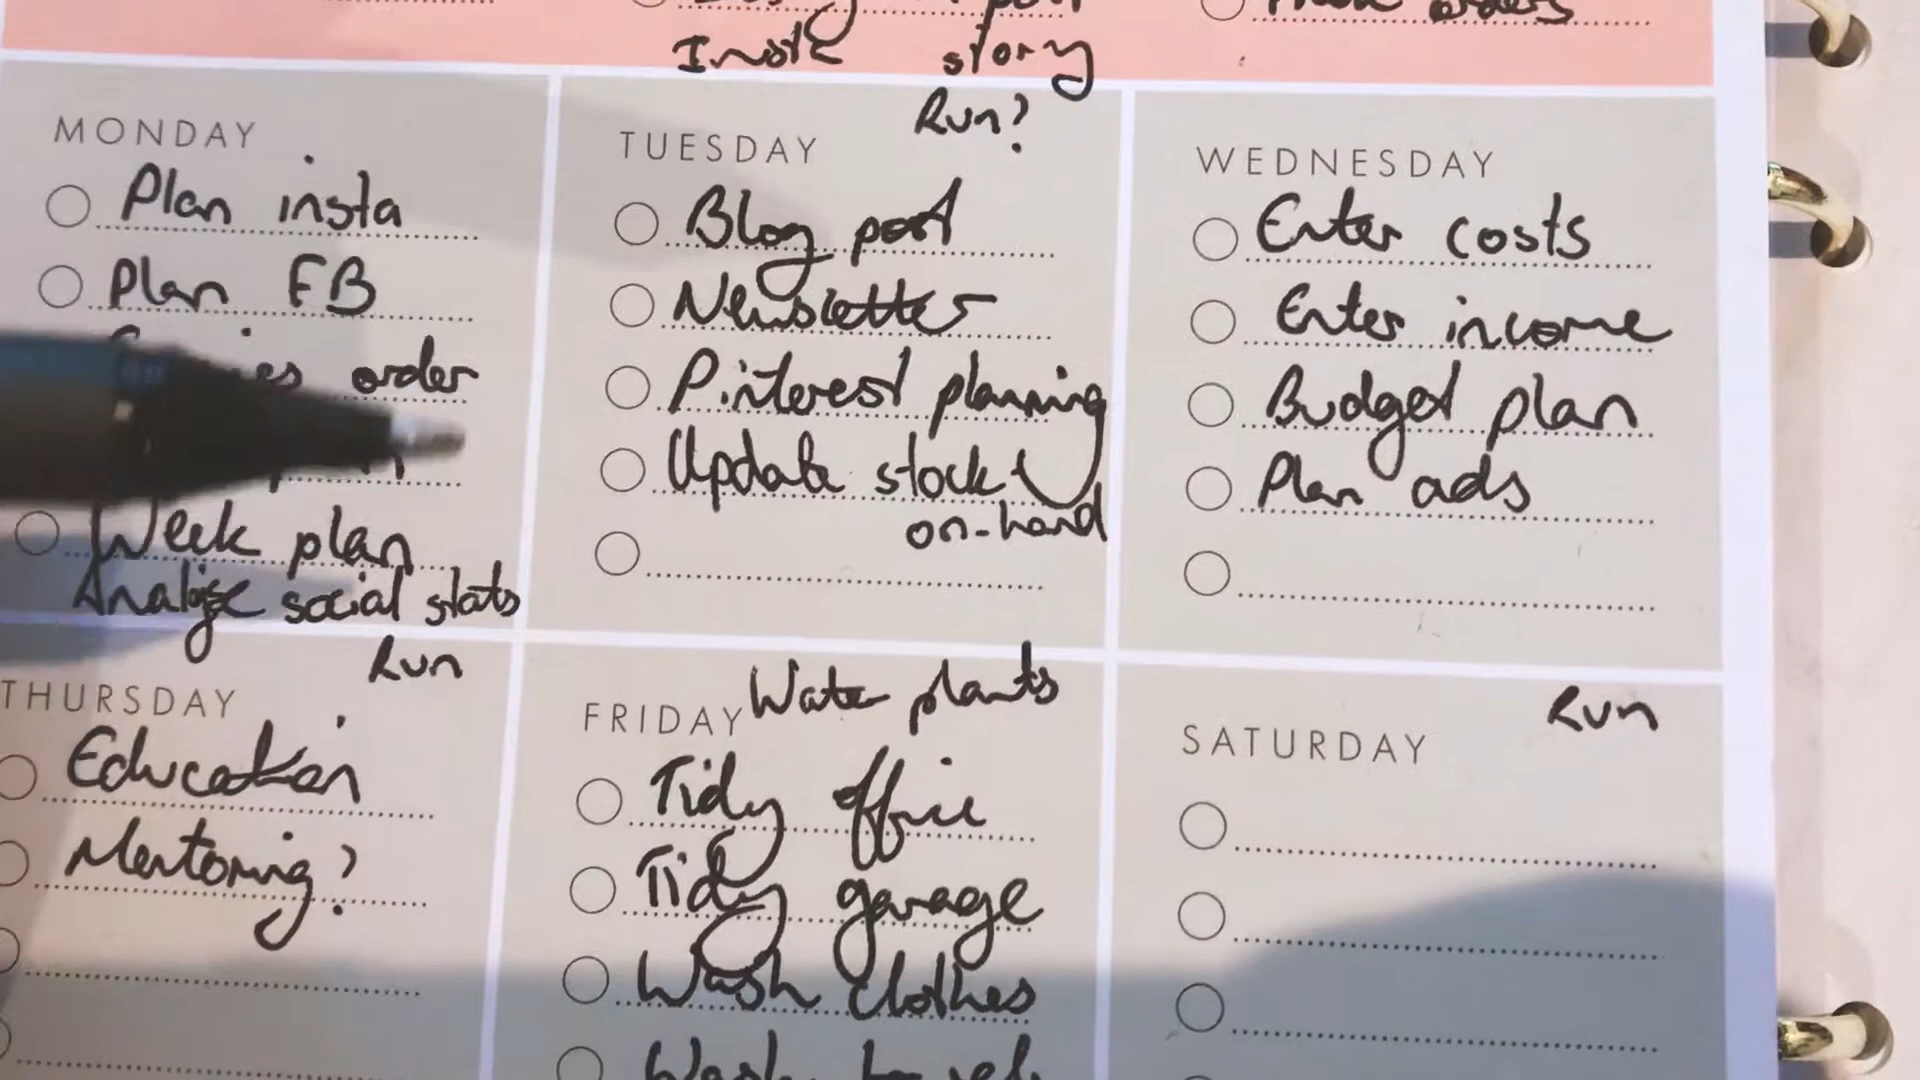 Insta story
orders
MONDAY
Plan insta
Plan FB
order
Week plan
Analyse social stats
TUESDAY
Run?
Blog post
Newsletter
Pinterest planning
Update stock
on-hand
WEDNESDAY
Enter costs
Enter income
Budget plan
Plan ads
THURSDAY
Run
Education
Mentoring?
FRIDAY
Water plants
Tidy office
Tidy garage
Wash clothes
Wash
SATURDAY
Run